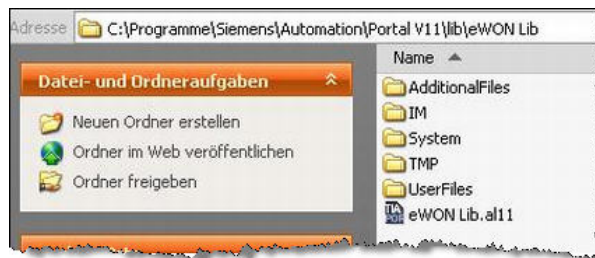 Adresse C:\Programme\Siemens\Automation\Portal V11\lib\eWON Lib
Datei- und Ordneraufgaben
Neuen Ordner erstellen
Ordner im Web veröffentlichen
Ordner freigeben
Name
AdditionalFiles
IM
System
TMP
UserFiles
eWON Lib.al11